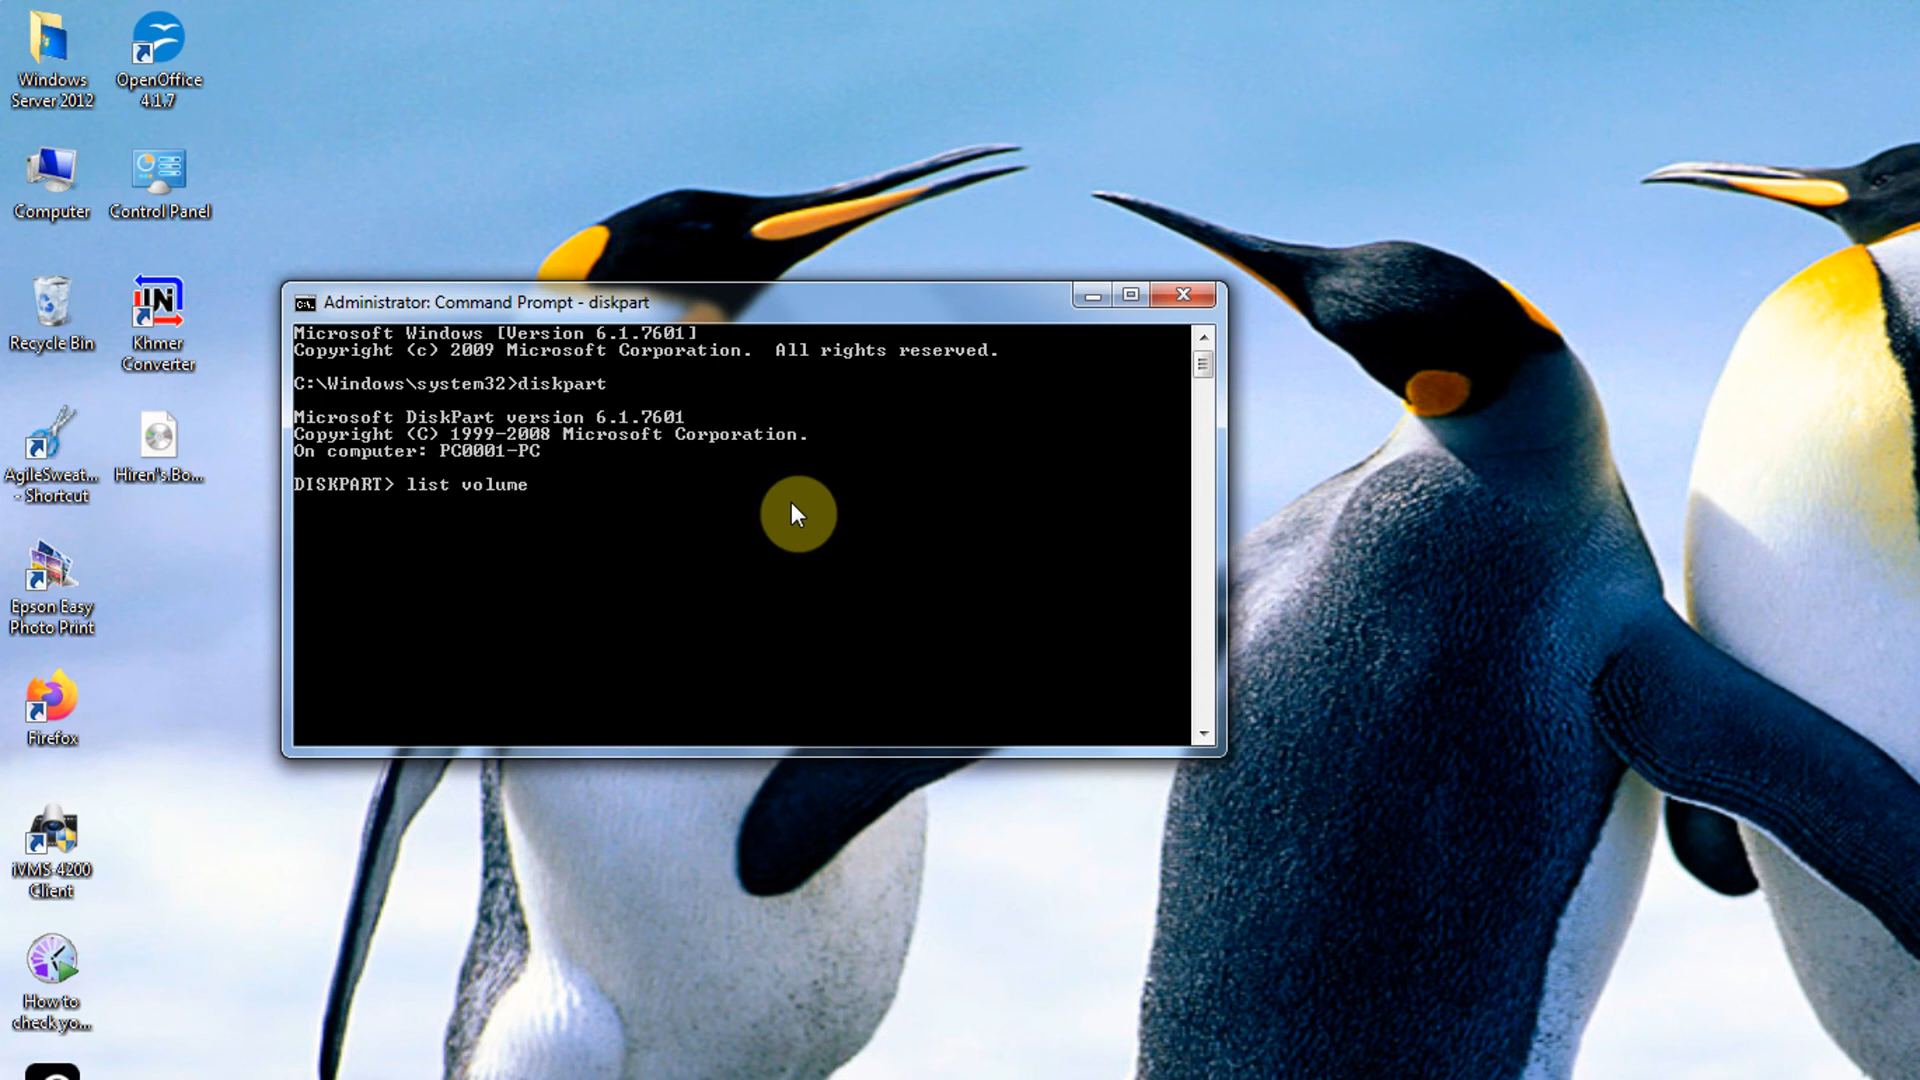 Windows
Server 2012
OpenOffice
4.1.7
Computer
Control Panel
Recycle Bin
Khmer
Converter
AgileSweat...
- Shortcut
Hiren"s.Bo...
Epson Easy
Photo Print
Firefox
iVMS-4200
Client
How to
check yo...
Administrator: Command Prompt - diskpart
Microsoft Windows [Version 6.1.7601]
Copyright (c) 2009 Microsoft Corporation.  All rights reserved.
C:\Windows\system32>diskpart
Microsoft DiskPart version 6.1.7601
Copyright (C) 1999-2008 Microsoft Corporation.
On computer: PC0001-PC
DISKPART> list volume